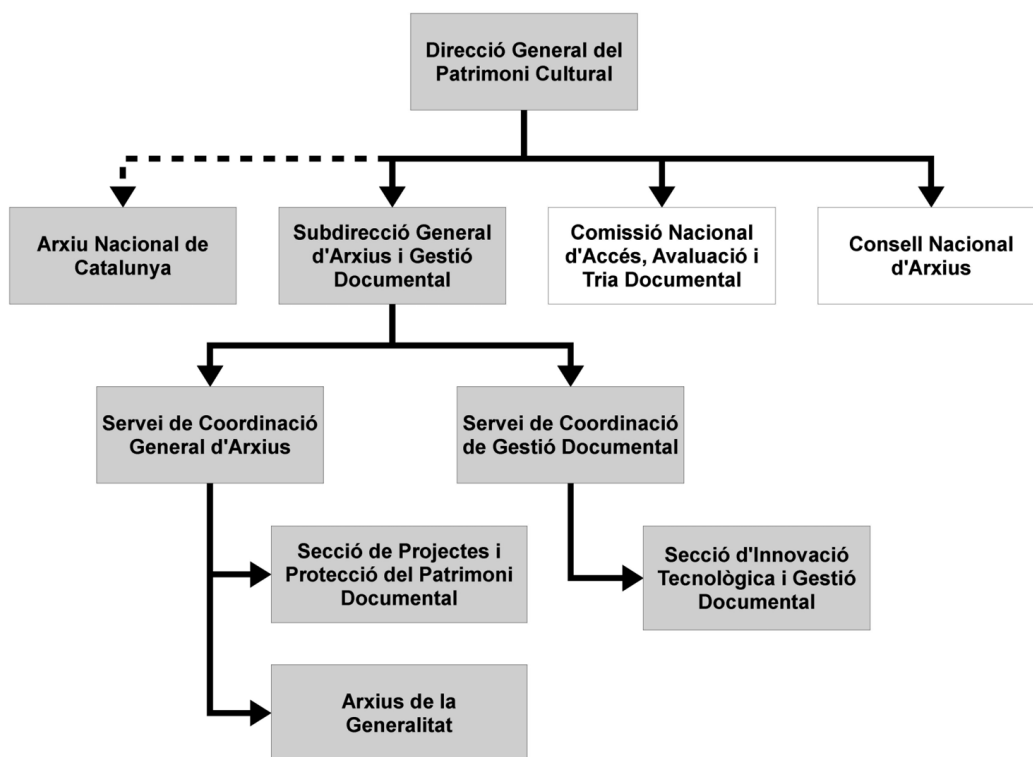 Direcció General del
Patrimoni Cultural
Arxiu Nacional de
Catalunya
Subdirecció General
d'Arxius i Gestió
Documental
Comissió Nacional
d'Accés, Avaluació i
Tria Documental
Consell Nacional
d'Arxius
Servei de Coordinació
General d'Arxius
Servei de Coordinació
de Gestió Documental
Secció de Projectes i
Protecció del Patrimoni
Documental
Secció d'Innovació
Tecnològica i Gestió
Documental
Arxius de la
Generalitat